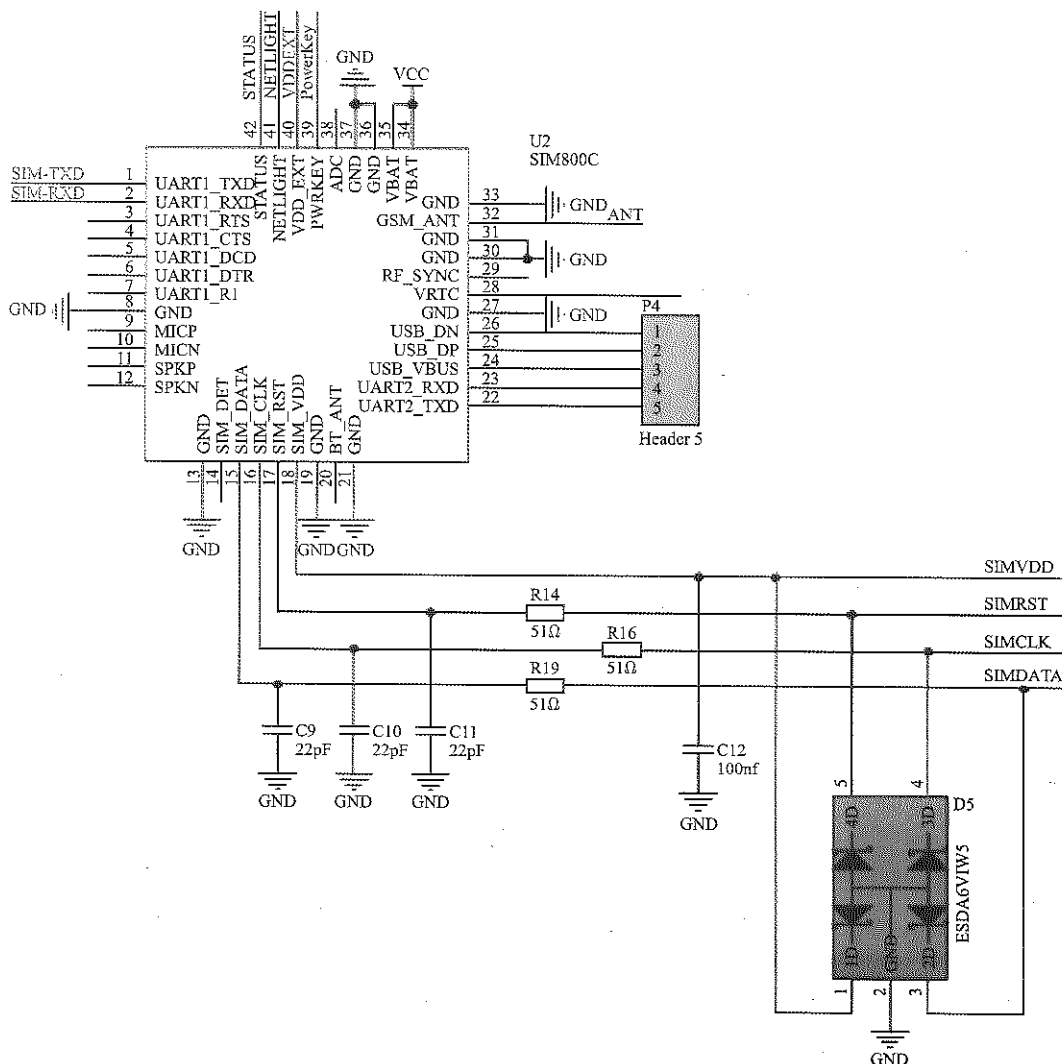 STATUS
NETLIGHT
VDDEXT
PowerKey
GND
VCC
42
41
40
39
38
37
36
35
34
U2
SIM800C
STATUS
NETLIGHT
VDD_EXT
PWRKEY
ADC
GND
GND
VBAT
VBAT
SIM-TXD
1
UART1_TXD
SIM-RXD
2
UART1_RXD
3
UART1_RTS
4
UART1_CTS
5
UART1_DCD
6
UART1_DTR
7
UART1_R1
GND
8
GND
9
MICP
10
MICN
11
SPKP
12
SPKN
GND
33
GND
GSM_ANT
32
ANT
GND
31
GND
30
GND
RF_SYNC
29
VRTC
28
GND
27
GND
USB_DN
26
USB_DP
25
USB_VBUS
24
UART2_RXD
23
UART2_TXD
22
P4
1
2
3
4
5
Header 5
GND
SIM_DET
SIM_DATA
SIM_CLK
SIM_RST
SIM_VDD
GND
BT_ANT
GND
13
14
15
16
17
18
19
20
21
GND
GND
GND
SIMVDD
R14
51Ω
SIMRST
R16
51Ω
SIMCLK
R19
51Ω
SIMDATA
C9
22pF
C10
22pF
C11
22pF
C12
100nf
GND
GND
GND
GND
5
4
D5
4D
3D
ESDA6VIW5
1D
GND
2D
1
2
3
GND